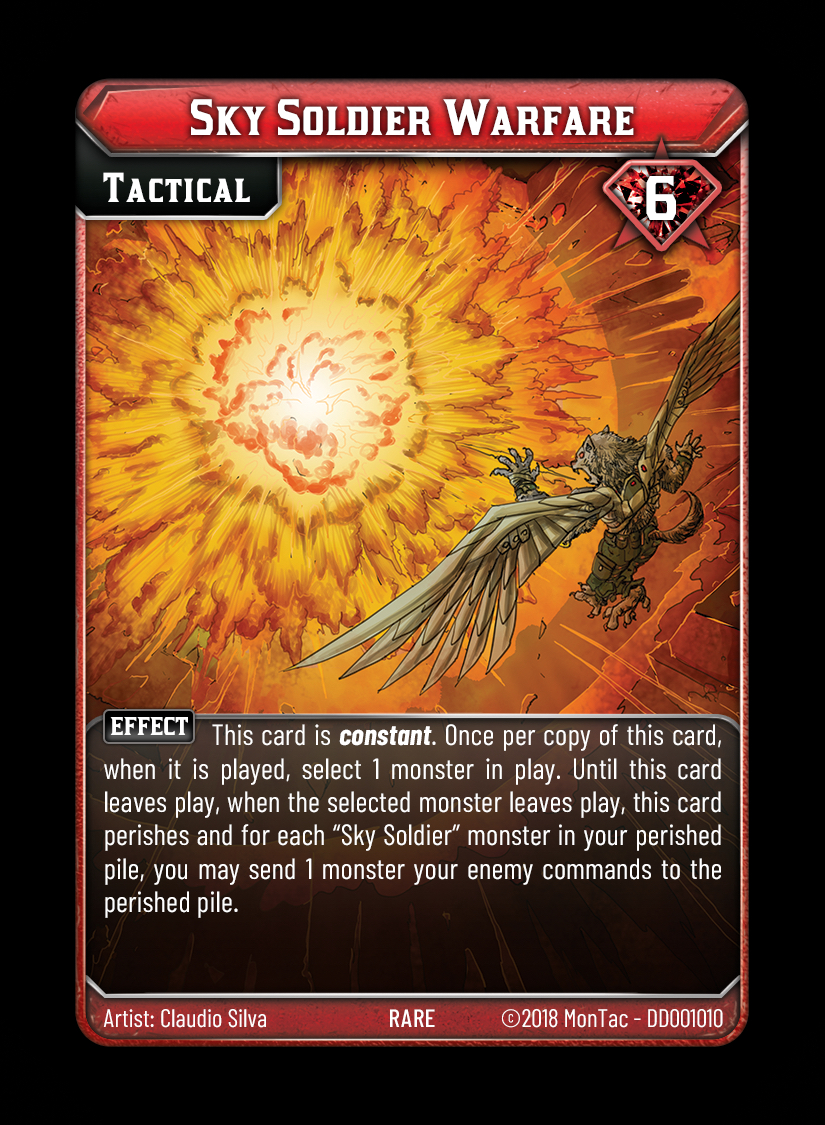 Sky Soldier Warfare
Tactical
6
EFFECT This card is constant. Once per copy of this card,
when it is played, select 1 monster in play. Until this card
leaves play, when the selected monster leaves play, this card
perishes and for each “Sky Soldier” monster in your perished
pile, you may send 1 monster your enemy commands to the
perished pile.
Artist: Claudio Silva RARE ©2018 MonTac - DD001010